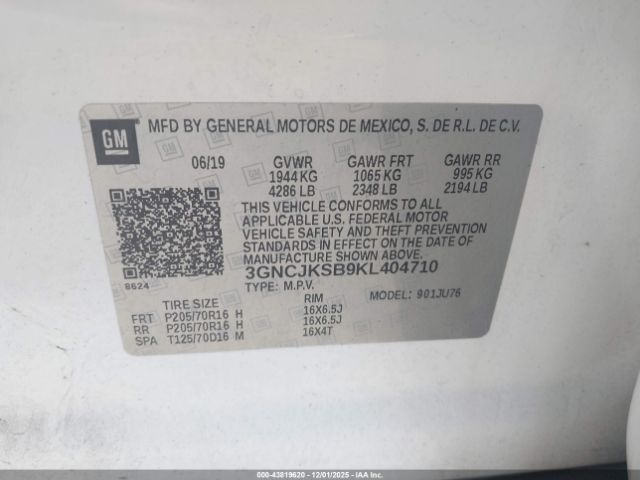 GM
MFD BY GENERAL MOTORS DE MEXICO, S. DE R.L. DE C.V.
06/19 GVWR GAWR FRT GAWR RR
1944 KG 1065 KG 995 KG
4286 LB 2348 LB 2194 LB
THIS VEHICLE CONFORMS TO ALL
APPLICABLE U.S. FEDERAL MOTOR
VEHICLE SAFETY AND THEFT PREVENTION
STANDARDS IN EFFECT ON THE DATE OF
MANUFACTURE SHOWN ABOVE.
3GNCJKSB9KL404710
8624 TYPE: M.P.V. MODEL: 901JU76
TIRE SIZE RIM
FRT P205/70R16 H 16X6.5J
RR P205/70R16 H 16X6.5J
SPA T125/70D16 M 16X4T
000-43819620 - 12/01/2025 - IAAI.COM